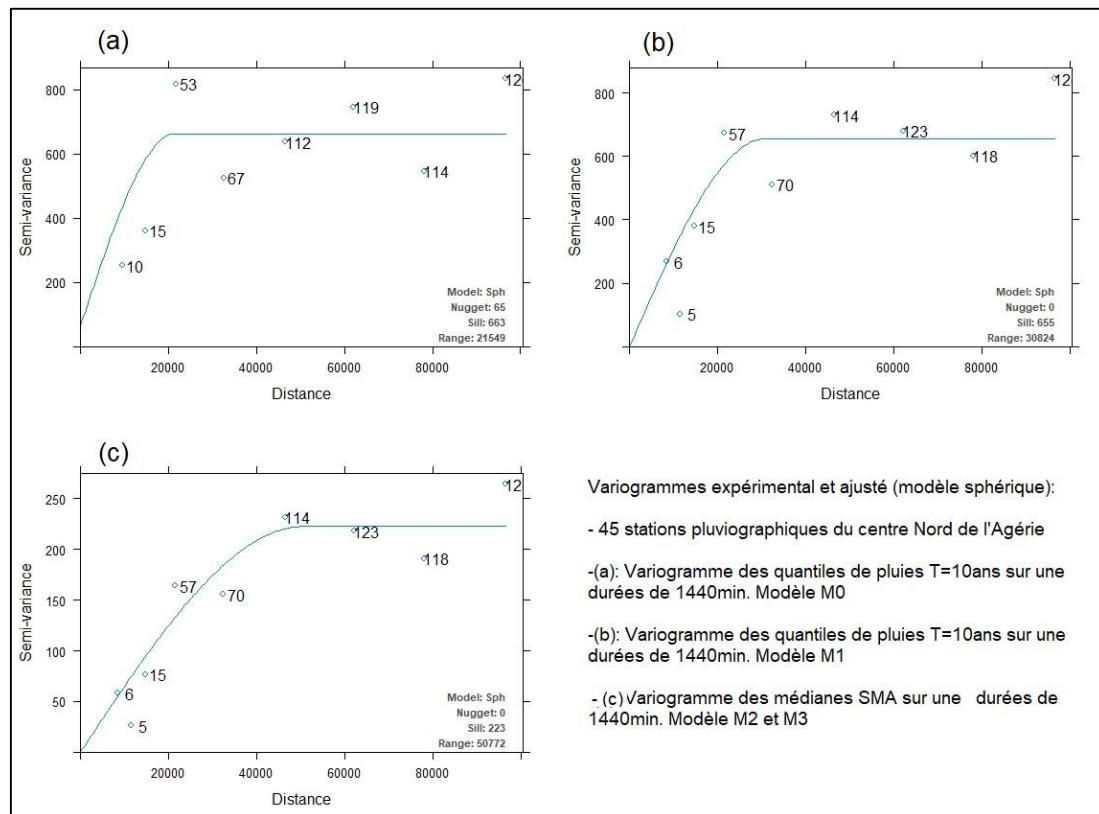 (a)
800
600
400
200
Semi-variance
53
119
12
112
67
114
15
10
Model: Sph
Nugget: 65
Sill: 663
Range: 21549
20000 40000 60000 80000
Distance
(b)
800
600
400
200
Semi-variance
12
57
114
123
118
70
15
6
5
Model: Sph
Nugget: 0
Sill: 655
Range: 30824
20000 40000 60000 80000
Distance
(c)
250
200
150
100
50
Semi-variance
12
114
123
118
57
70
15
6
5
Model: Sph
Nugget: 0
Sill: 223
Range: 50772
20000 40000 60000 80000
Distance
Variogrammes expérimental et ajusté (modèle sphérique):
- 45 stations pluviographiques du centre Nord de l'Agérie
-(a): Variogramme des quantiles de pluies T=10ans sur une
durées de 1440min. Modèle M0
-(b): Variogramme des quantiles de pluies T=10ans sur une
durées de 1440min. Modèle M1
- (c) Variogramme des médianes SMA sur une durées de
1440min. Modèle M2 et M3